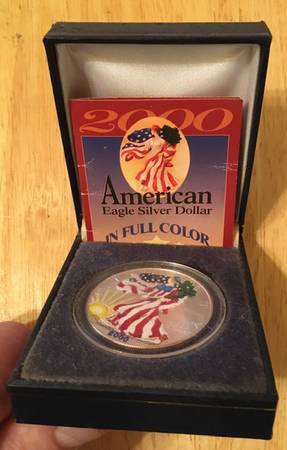 2000
American
Eagle Silver Dollar
IN FULL COLOR
2000